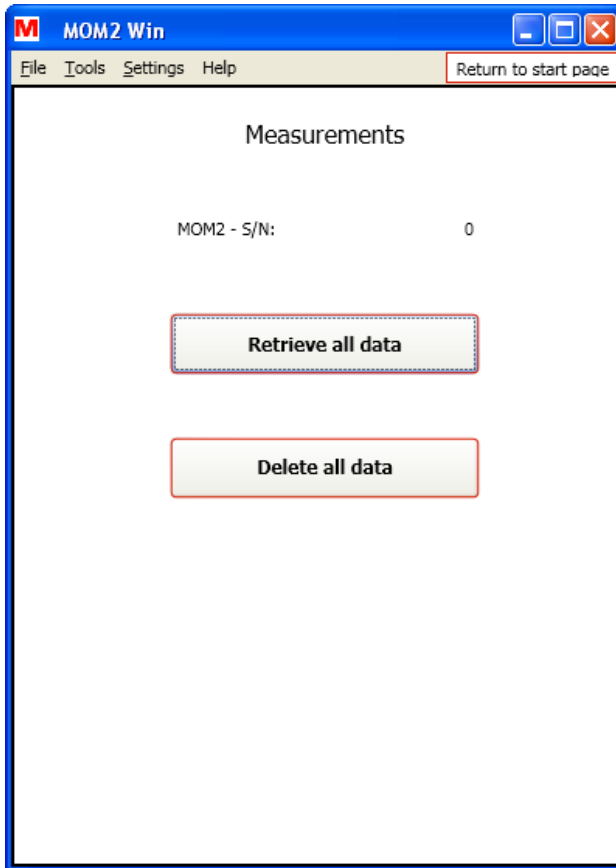 M MOM2 Win
File Tools Settings Help Return to start page
Measurements
MOM2 - S/N: 0
Retrieve all data
Delete all data